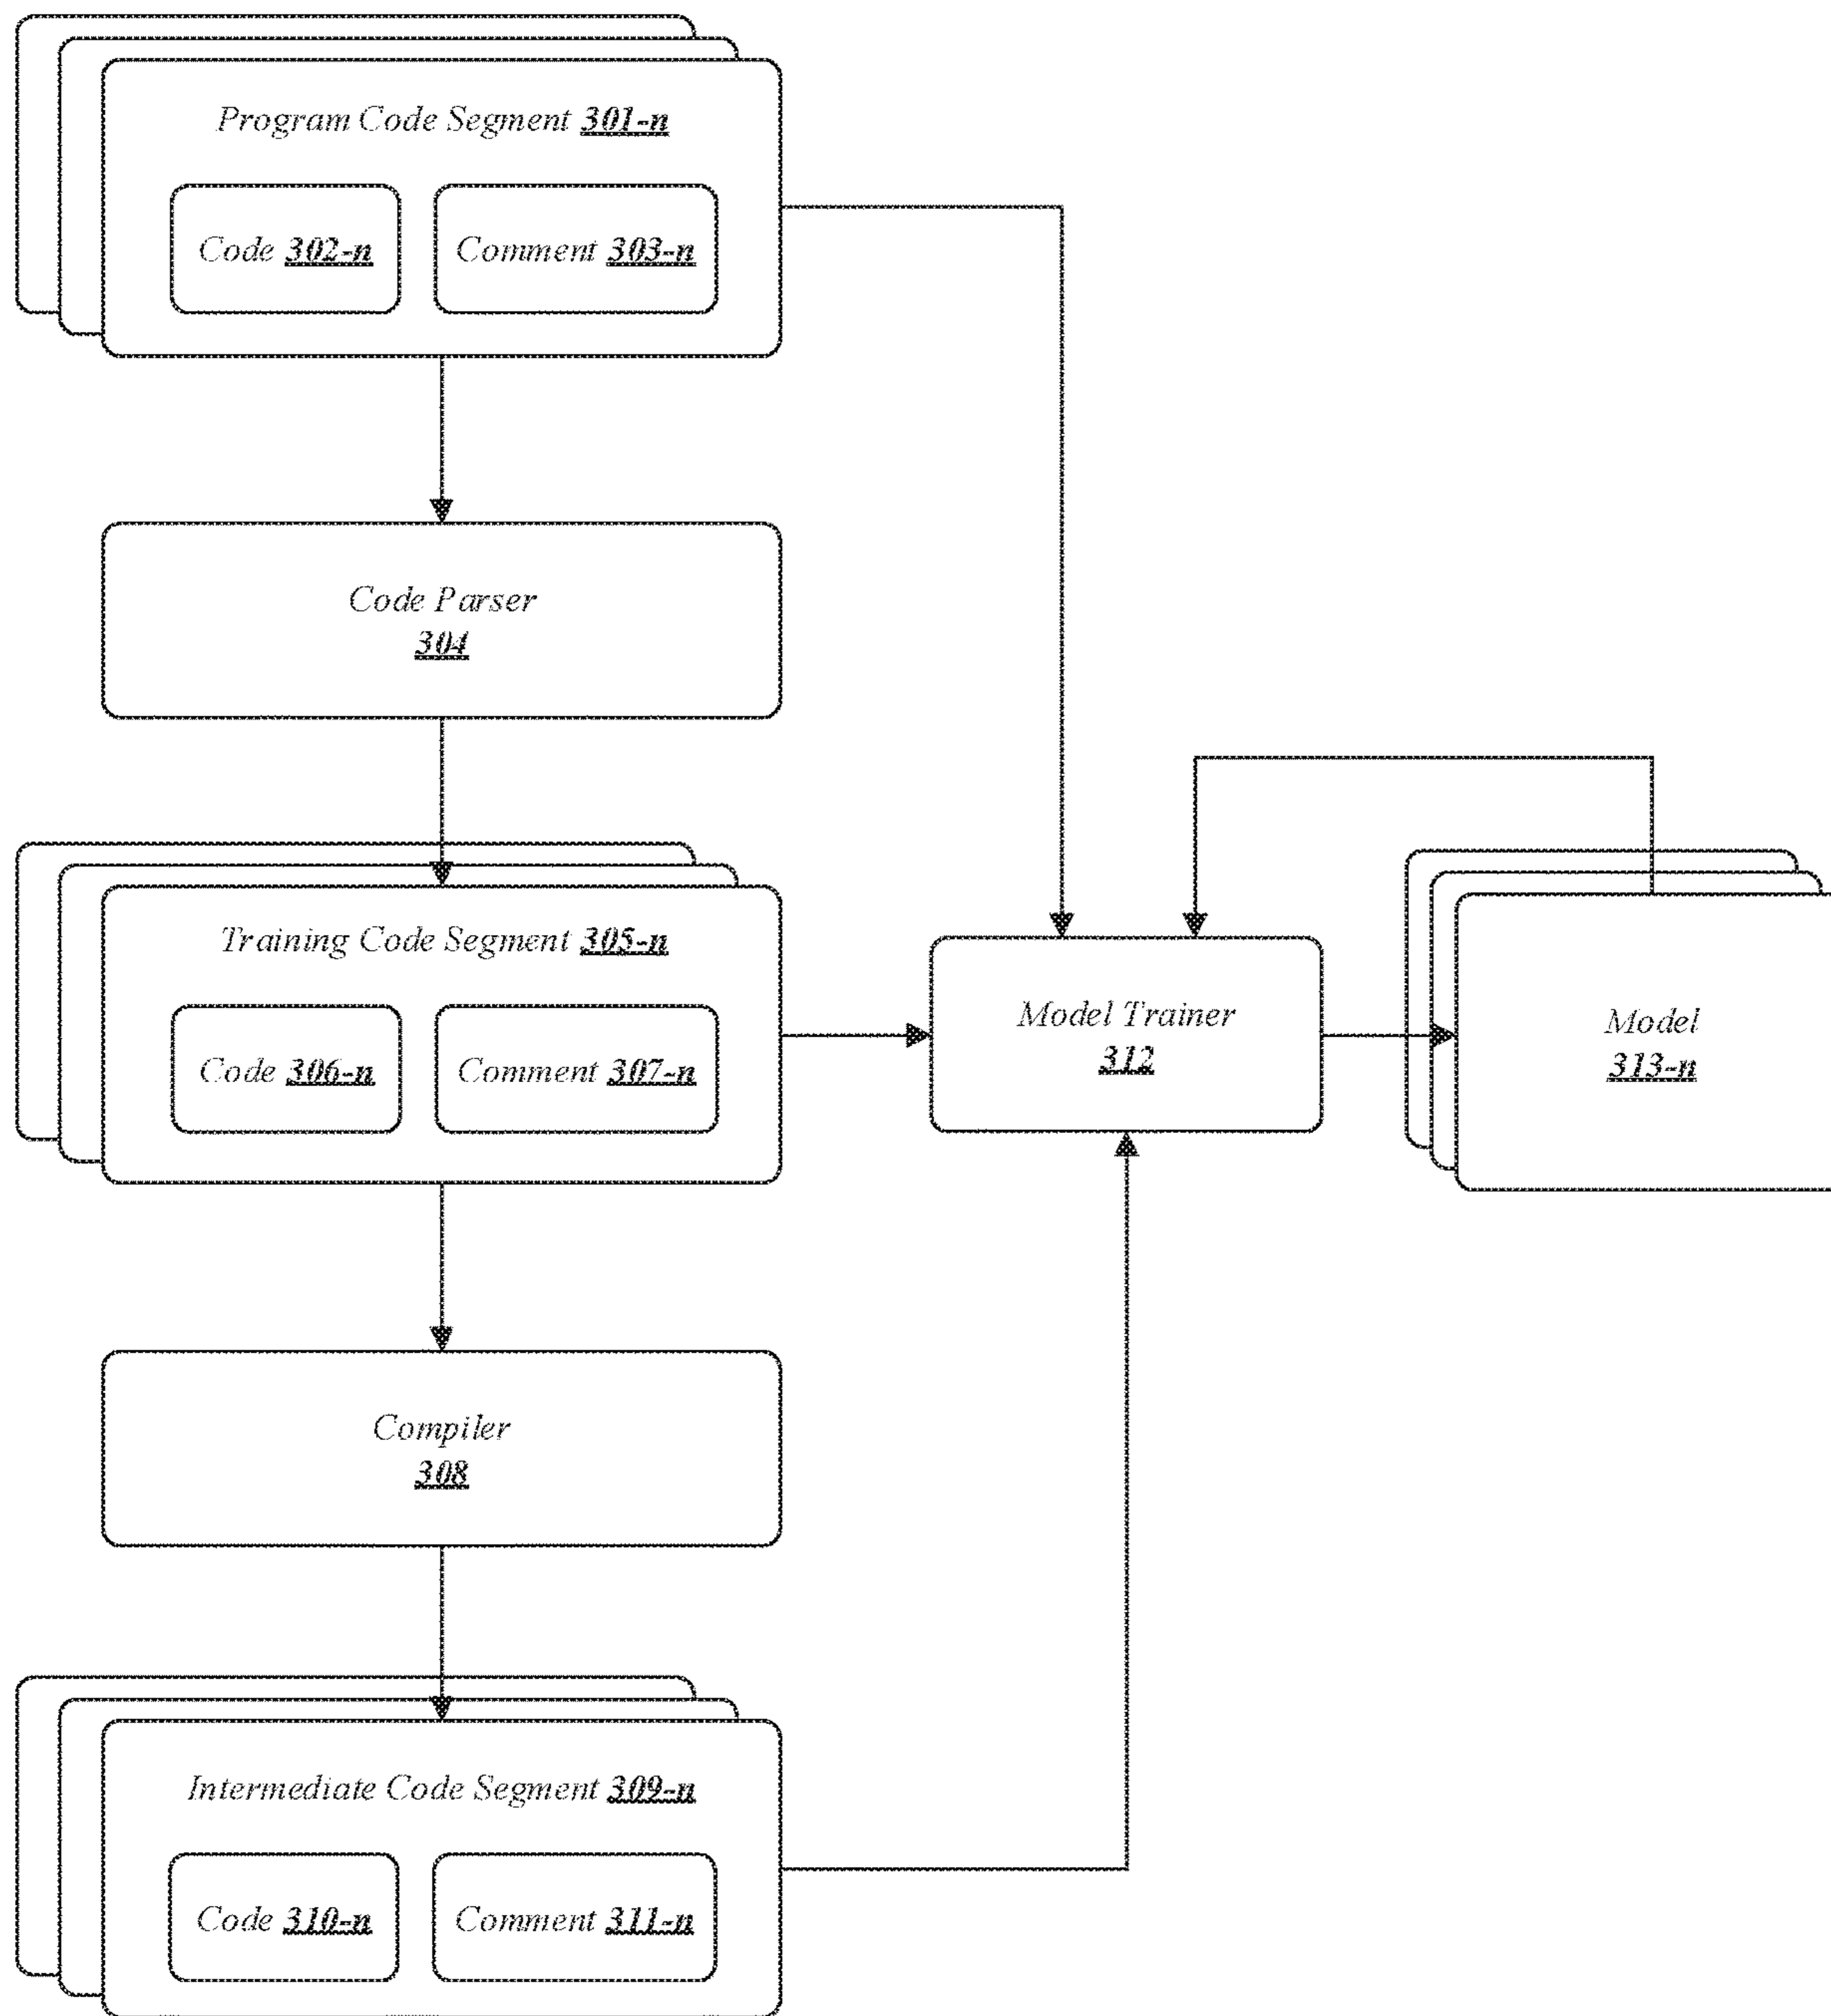 Program Code Segment 301-n
Code 302-n
Comment 303-n
Code Parser
304
Training Code Segment 305-n
Code 306-n
Comment 307-n
Model Trainer
312
Model
313-n
Compiler
308
Intermediate Code Segment 309-n
Code 310-n
Comment 311-n